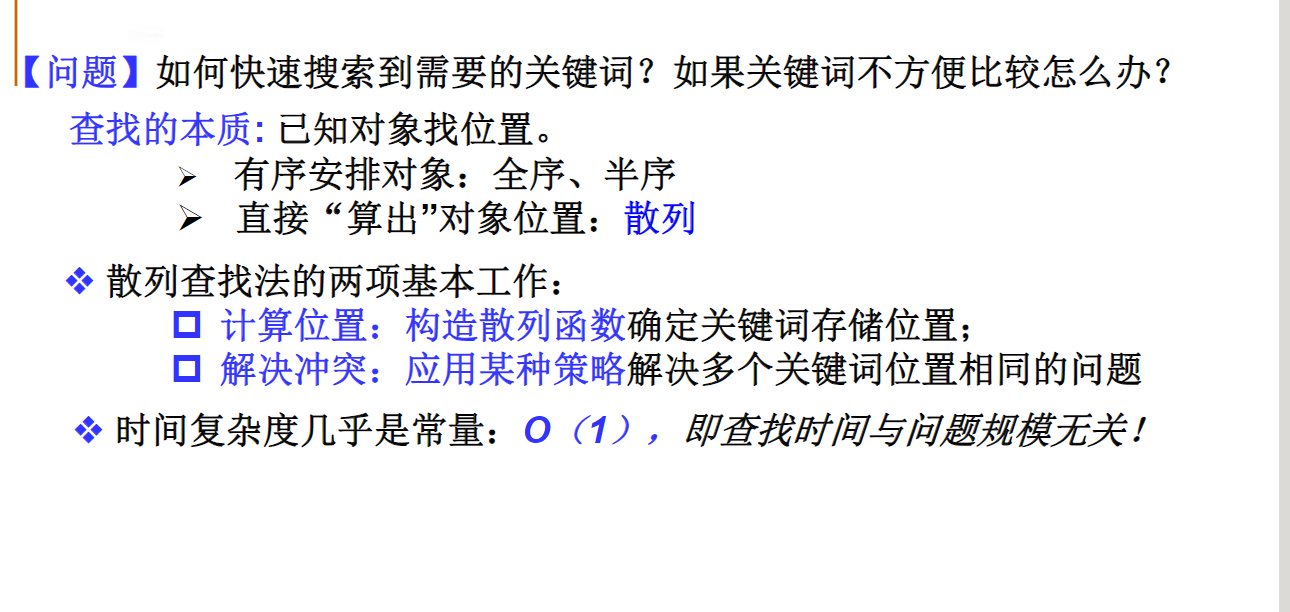 【问题】如何快速搜索到需要的关键词？如果关键词不方便比较怎么办？
查找的本质: 已知对象找位置。
➢ 有序安排对象：全序、半序
➢ 直接“算出”对象位置：散列
❖ 散列查找法的两项基本工作：
❑ 计算位置：构造散列函数确定关键词存储位置；
❑ 解决冲突：应用某种策略解决多个关键词位置相同的问题
❖ 时间复杂度几乎是常量：O（1），即查找时间与问题规模无关！